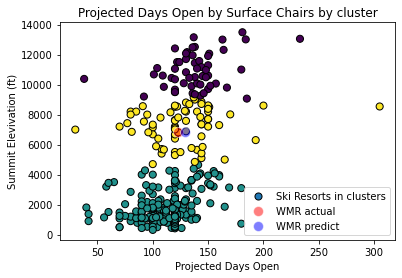 Projected Days Open by Surface Chairs by cluster
14000
12000
10000
8000
6000
4000
2000
0
Summit Elevivation (ft)
Ski Resorts in clusters
WMR actual
WMR predict
50
100
150
200
250
300
Projected Days Open